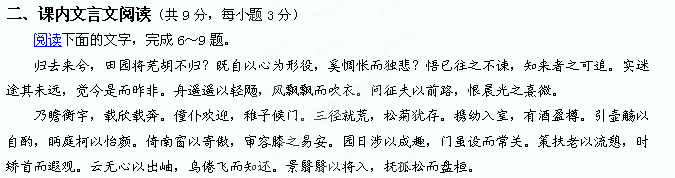 二、课内文言文阅读（共9分，每小题3分）
阅读下面的文字，完成6～9题。
归去来兮，田园将芜胡不归？既自以心为形役，奚惆怅而独悲？悟已往之不谏，知来者之可追。实迷
途其未远，觉今是而昨非。舟遥遥以轻飏，风飘飘而吹衣。问征夫以前路，恨晨光之熹微。
乃瞻衡宇，载欣载奔。僮仆欢迎，稚子候门。三径就荒，松菊犹存。携幼入室，有酒盈樽。引壶觞以
自酌，眄庭柯以怡颜。倚南窗以寄傲，审容膝之易安。园日涉以成趣，门虽设而常关。策扶老以流憩，时
矫首而遐观。云无心以出岫，鸟倦飞而知还。景翳翳以将入，抚孤松而盘桓。